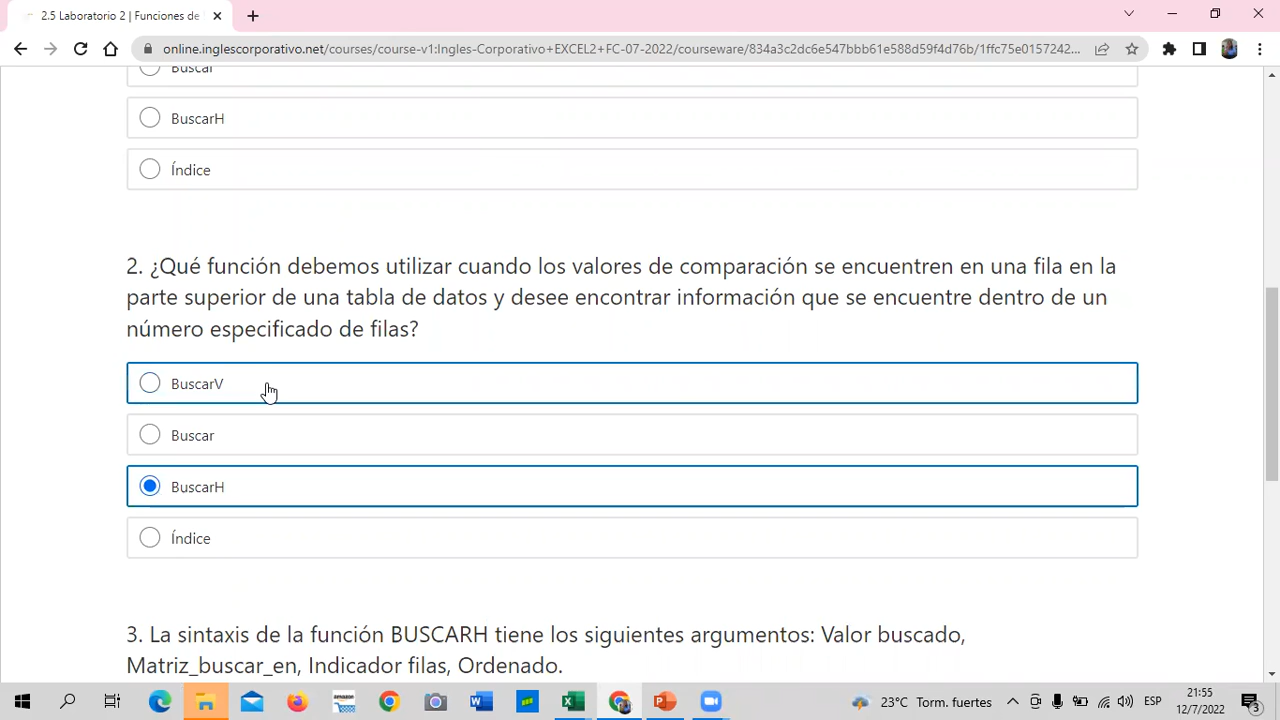 2.5 Laboratorio 2 | Funciones de
online.inglescorporativo.net/courses/course-v1:Ingles-Corporativo+EXCEL2+FC-07-2022/courseware/834a3c2dc6e547bbb61e588d59f4d76b/1ffc75e0157242...
Buscar
BuscarH
Índice
2. ¿Qué función debemos utilizar cuando los valores de comparación se encuentren en una fila en la
parte superior de una tabla de datos y desee encontrar información que se encuentre dentro de un
número especificado de filas?
BuscarV
Buscar
BuscarH
Índice
3. La sintaxis de la función BUSCARH tiene los siguientes argumentos: Valor buscado,
Matriz_buscar_en, Indicador filas, Ordenado.
23°C Torm. fuertes
ESP
21:55
12/7/2022
3